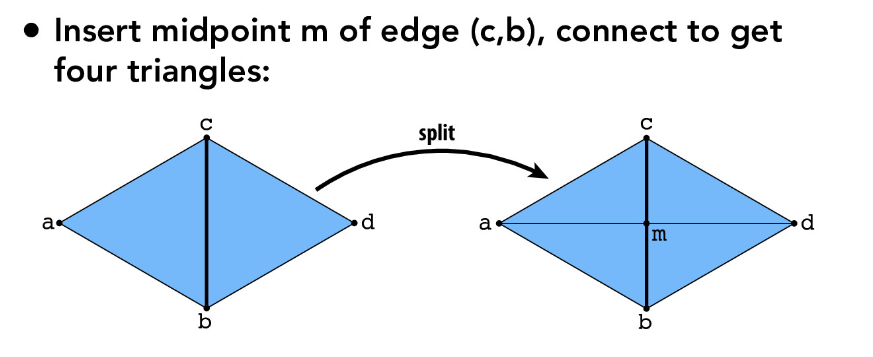 ● Insert midpoint m of edge (c,b), connect to get
four triangles:
c
split
c
a
d
a
m
d
b
b